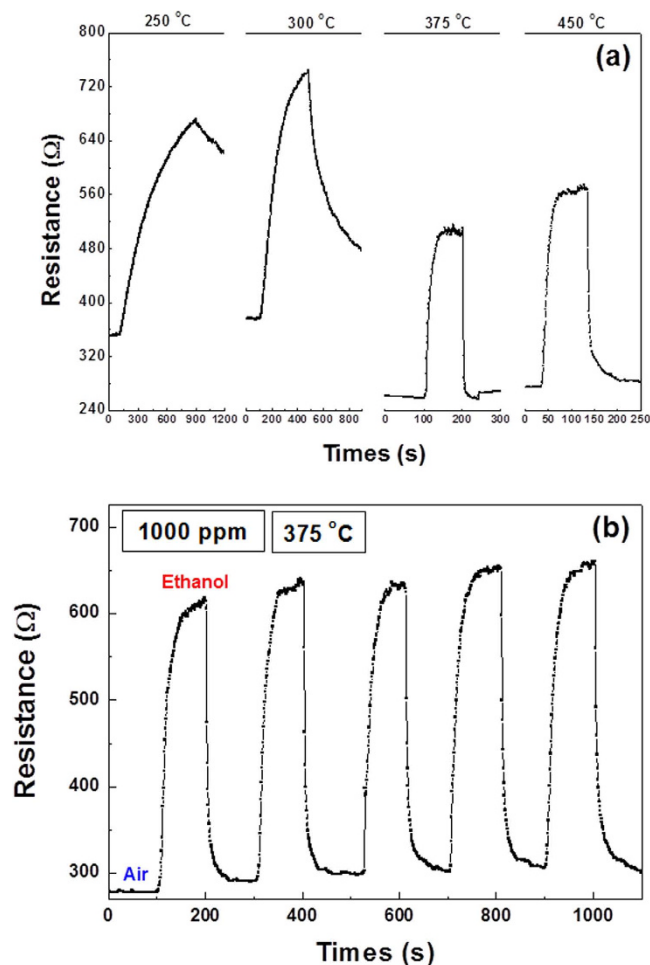 250 °C 300 °C 375 °C 450 °C
(a)
800
720
640
560
480
400
320
240
Resistance (Ω)
0 300 600 900 1200 0 200 400 600 800 0 100 200 300 0 50 100 150 200 250
Times (s)
(b)
1000 ppm 375 °C
700
600
500
400
300
Resistance (Ω)
Ethanol
Air
0 200 400 600 800 1000
Times (s)